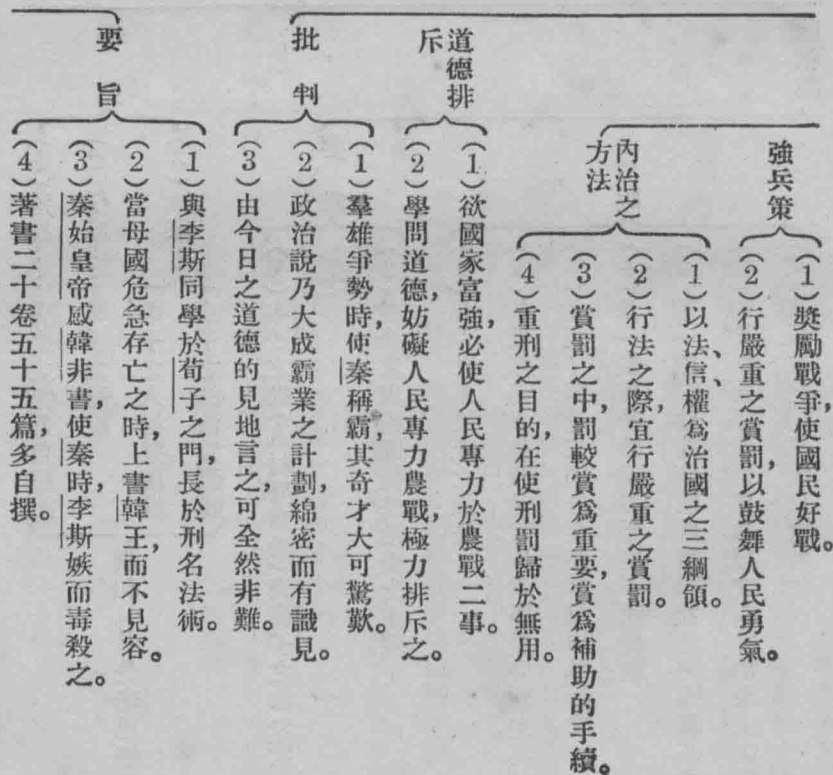 強兵策
(1)獎勵戰爭,使國民好戰。
(2)行嚴重之賞罰,以鼓舞人民勇氣。
內治之
方法
(1)以法、信、權爲治國之三綱領。
(2)行法之際,宜行嚴重之賞罰。
(3)賞罰之中,罰較賞爲重要,賞爲補助的手續。
(4)重刑之目的,在使刑罰歸於無用。
道德排
斥
(1)欲國家富強,必使人民專力於農戰二事。
(2)學問道德,妨礙人民專力農戰,極力排斥之。
批判
(1)羣雄爭勢時,使秦稱霸,其奇才大可驚歎。
(2)政治說乃大成霸業之計劃,綿密而有識見。
(3)由今日之道德的見地言之,可全然非難。
要旨
(1)與李斯同學於荀子之門,長於刑名法術。
(2)當母國危急存亡之時,上書韓王,而不見容。
(3)秦始皇帝感韓非書,使秦時,李斯嫉而毒殺之。
(4)著書二十卷五十五篇,多自撰。